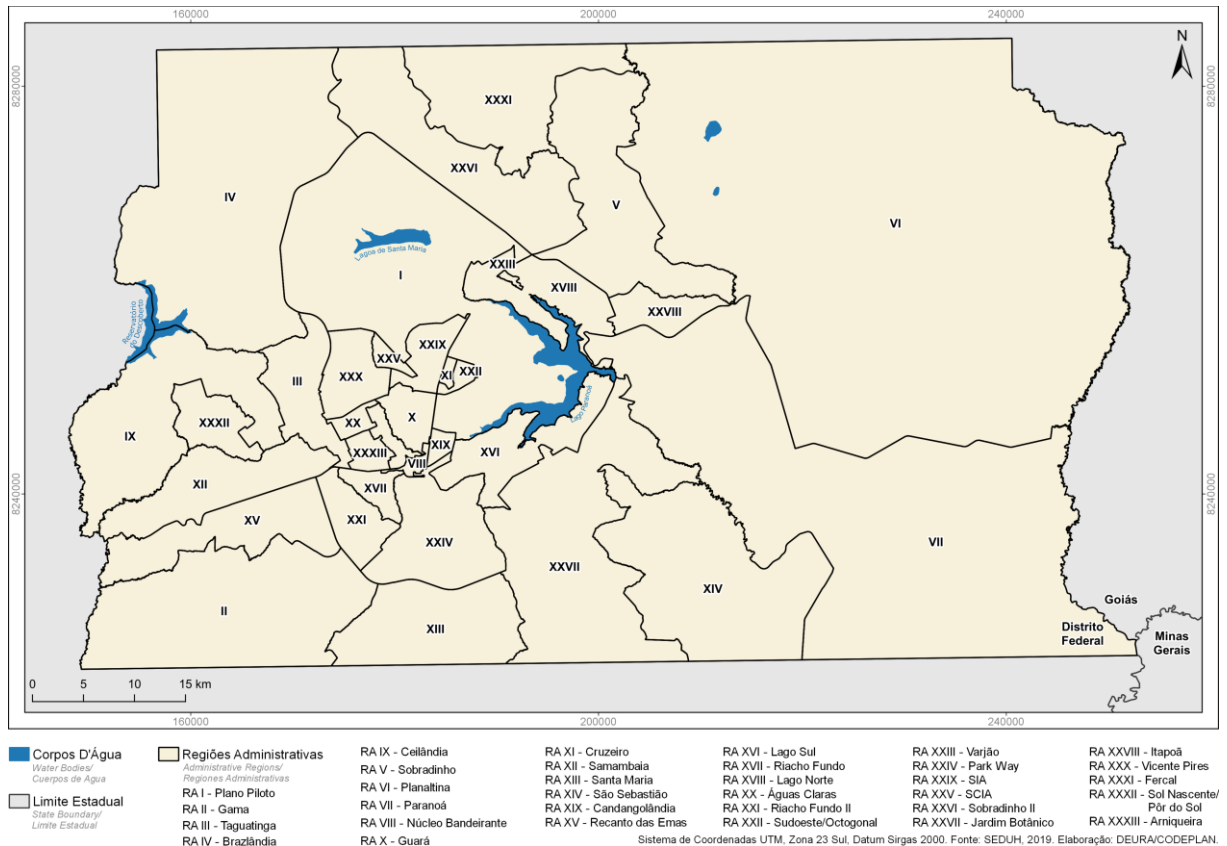 160000
200000
240000
N
8280000
8280000
XXXI
XXVI
IV
V
VI
Lagoa de Santa Maria
I
XXIII
XVIII
XXVIII
Reservatório
do Descoberto
XXIX
XXV
III
XXX
XI
XXII
Lago Paranoá
XXXII
IX
XX
X
XXXIII
XIX
VIII
XVI
XII
XVII
8240000
8240000
XV
XXI
XXIV
VII
XXVII
XIV
II
XIII
Goiás
Distrito
Federal
Minas
Gerais
0 5 10 15 km
160000
200000
240000
Corpos D'Água
Water Bodies/
Cuerpos de Agua
Limite Estadual
State Boundary/
Limite Estadual
Regiões Administrativas
Administrative Regions/
Regiones Administrativas
RA I - Plano Piloto
RA II - Gama
RA III - Taguatinga
RA IV - Brazlândia
RA IX - Ceilândia
RA V - Sobradinho
RA VI - Planaltina
RA VII - Paranoá
RA VIII - Núcleo Bandeirante
RA X - Guará
RA XI - Cruzeiro
RA XII - Samambaia
RA XIII - Santa Maria
RA XIV - São Sebastião
RA XIX - Candangolândia
RA XV - Recanto das Emas
RA XVI - Lago Sul
RA XVII - Riacho Fundo
RA XVIII - Lago Norte
RA XX - Águas Claras
RA XXI - Riacho Fundo II
RA XXII - Sudoeste/Octogonal
RA XXIII - Varjão
RA XXIV - Park Way
RA XXIX - SIA
RA XXV - SCIA
RA XXVI - Sobradinho II
RA XXVII - Jardim Botânico
RA XXVIII - Itapoã
RA XXX - Vicente Pires
RA XXXI - Fercal
RA XXXII - Sol Nascente/
Pôr do Sol
RA XXXIII - Arniqueira
Sistema de Coordenadas UTM, Zona 23 Sul, Datum Sirgas 2000. Fonte: SEDUH, 2019. Elaboração: DEURA/CODEPLAN.